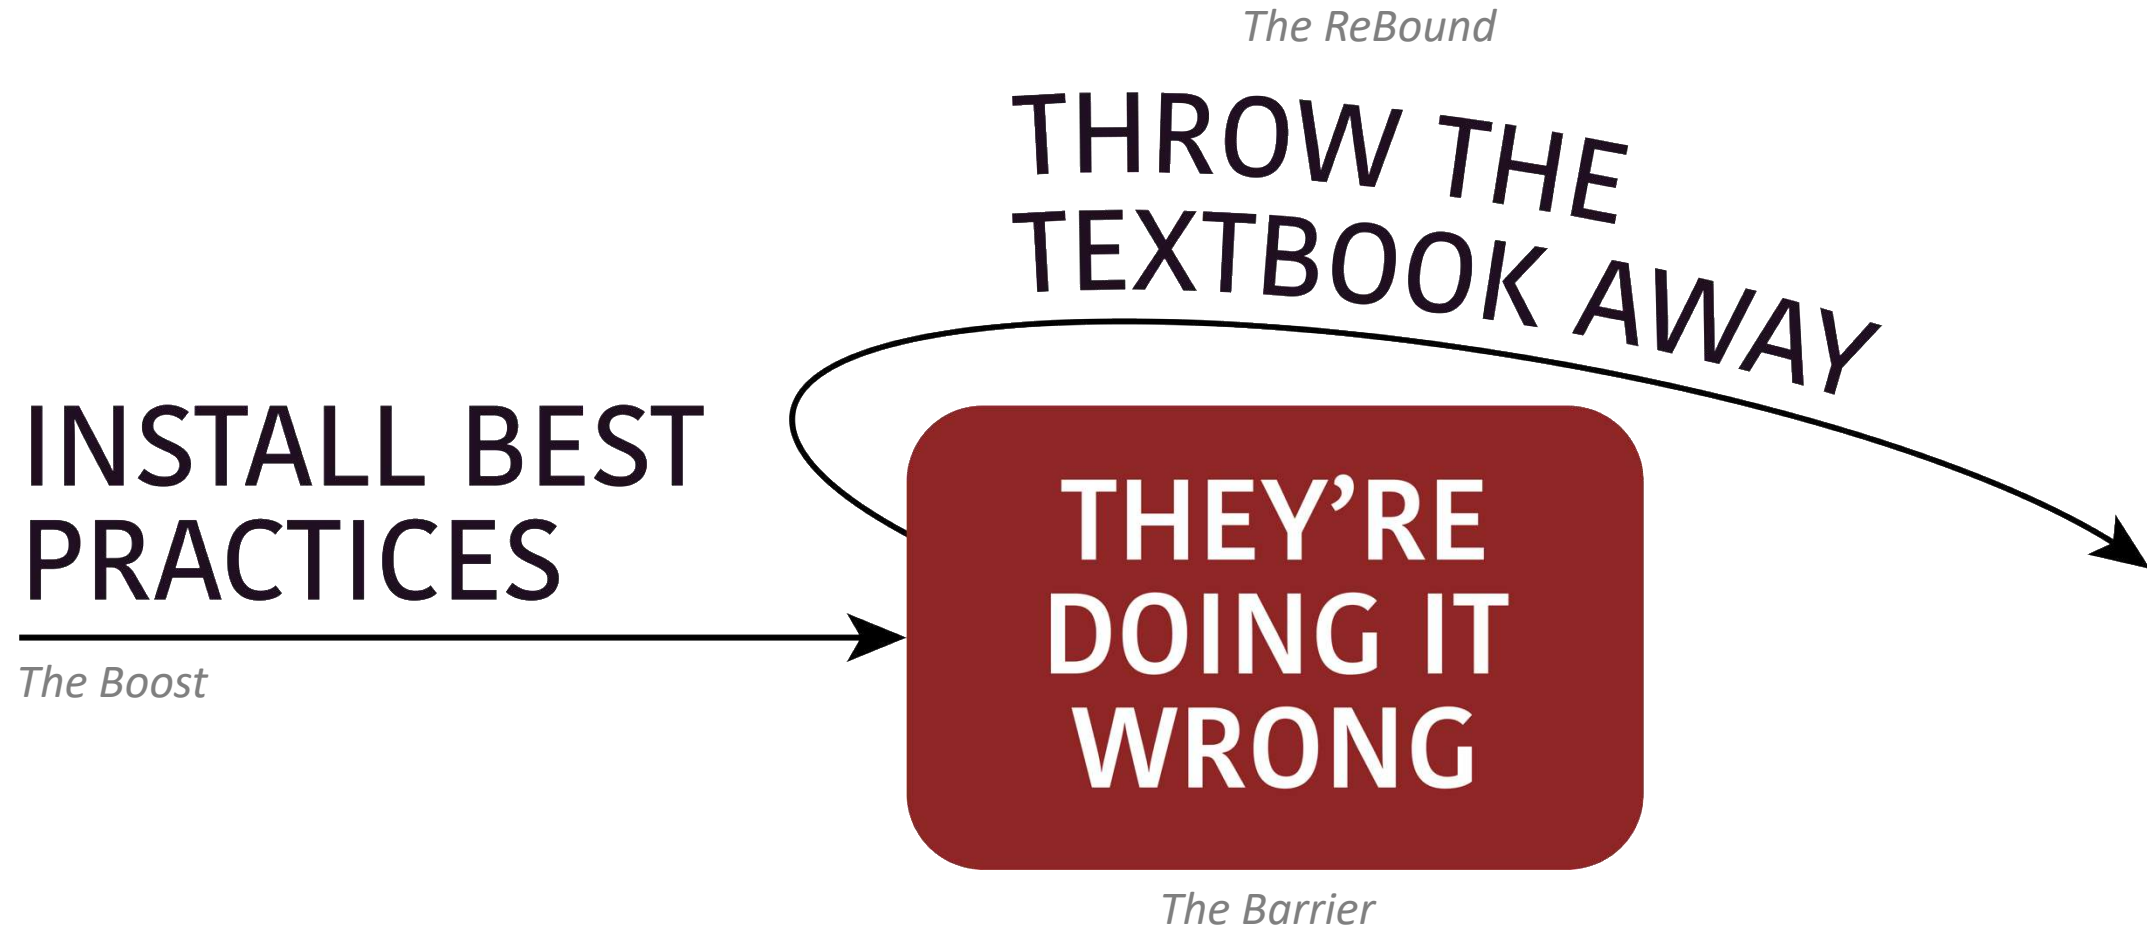 The ReBound
THROW THE
TEXTBOOK AWAY
INSTALL BEST
PRACTICES
The Boost
THEY’RE
DOING IT
WRONG
The Barrier